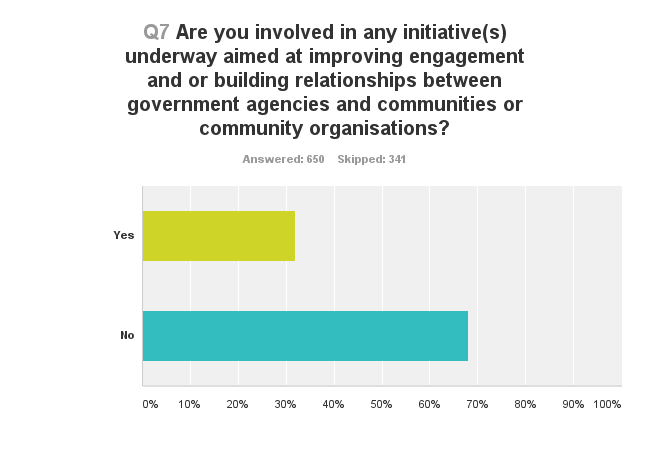 Q7 Are you involved in any initiative(s)
underway aimed at improving engagement
and or building relationships between
government agencies and communities or
community organisations?
Answered: 650 Skipped: 341
Yes
No
0% 10% 20% 30% 40% 50% 60% 70% 80% 90% 100%